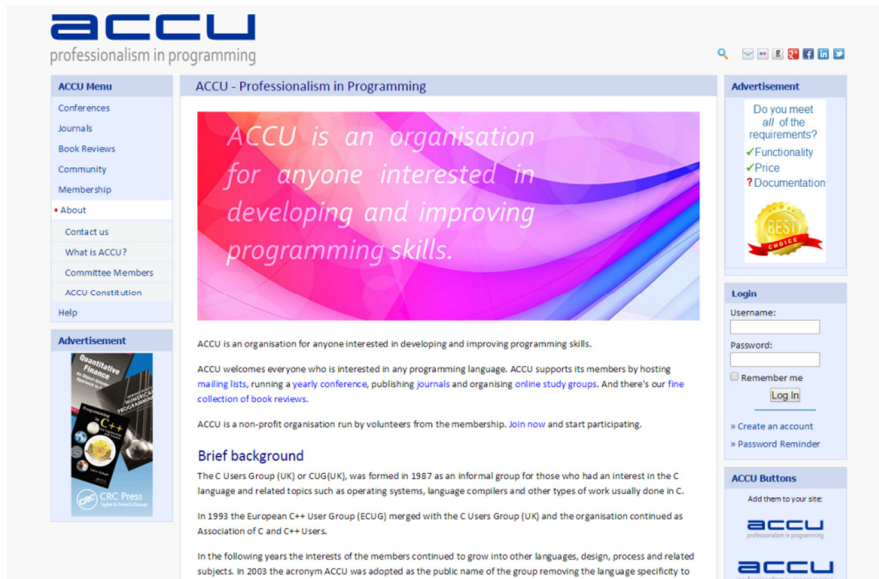 accu
professionalism in programming
ACCU Menu
Conferences
Journals
Book Reviews
Community
Membership
About
Contact us
What is ACCU?
Committee Members
ACCU Constitution
Help
Advertisement
Quantitative
Finance
Programming
in C++
CRC
CRC Press
Taylor & Francis Group
ACCU - Professionalism in Programming
ACCU is an organisation
for anyone interested in
developing and improving
programming skills.
ACCU is an organisation for anyone interested in developing and improving programming skills.
ACCU welcomes everyone who is interested in any programming language. ACCU supports its members by hosting
mailing lists, running a yearly conference, publishing journals and organising online study groups. And there's our fine
collection of book reviews.
ACCU is a non-profit organisation run by volunteers from the membership. Join now and start participating.
Brief background
The C Users Group (UK) or CUG(UK), was formed in 1987 as an informal group for those who had an interest in the C
language and related topics such as operating systems, language compilers and other types of work usually done in C.
In 1993 the European C++ User Group (ECUG) merged with the C Users Group (UK) and the organisation continued as
Association of C and C++ Users.
In the following years the interests of the members continued to grow into other languages, design, process and related
subjects. In 2003 the acronym ACCU was adopted as the public name of the group removing the language specificity to
Advertisement
Do you meet
all of the
requirements?
✓Functionality
✓Price
?Documentation
BEST
CHOICE
Login
Username:
Password:
Remember me
Log In
» Create an account
» Password Reminder
ACCU Buttons
Add them to your site:
accu
professionalism in programming
accu